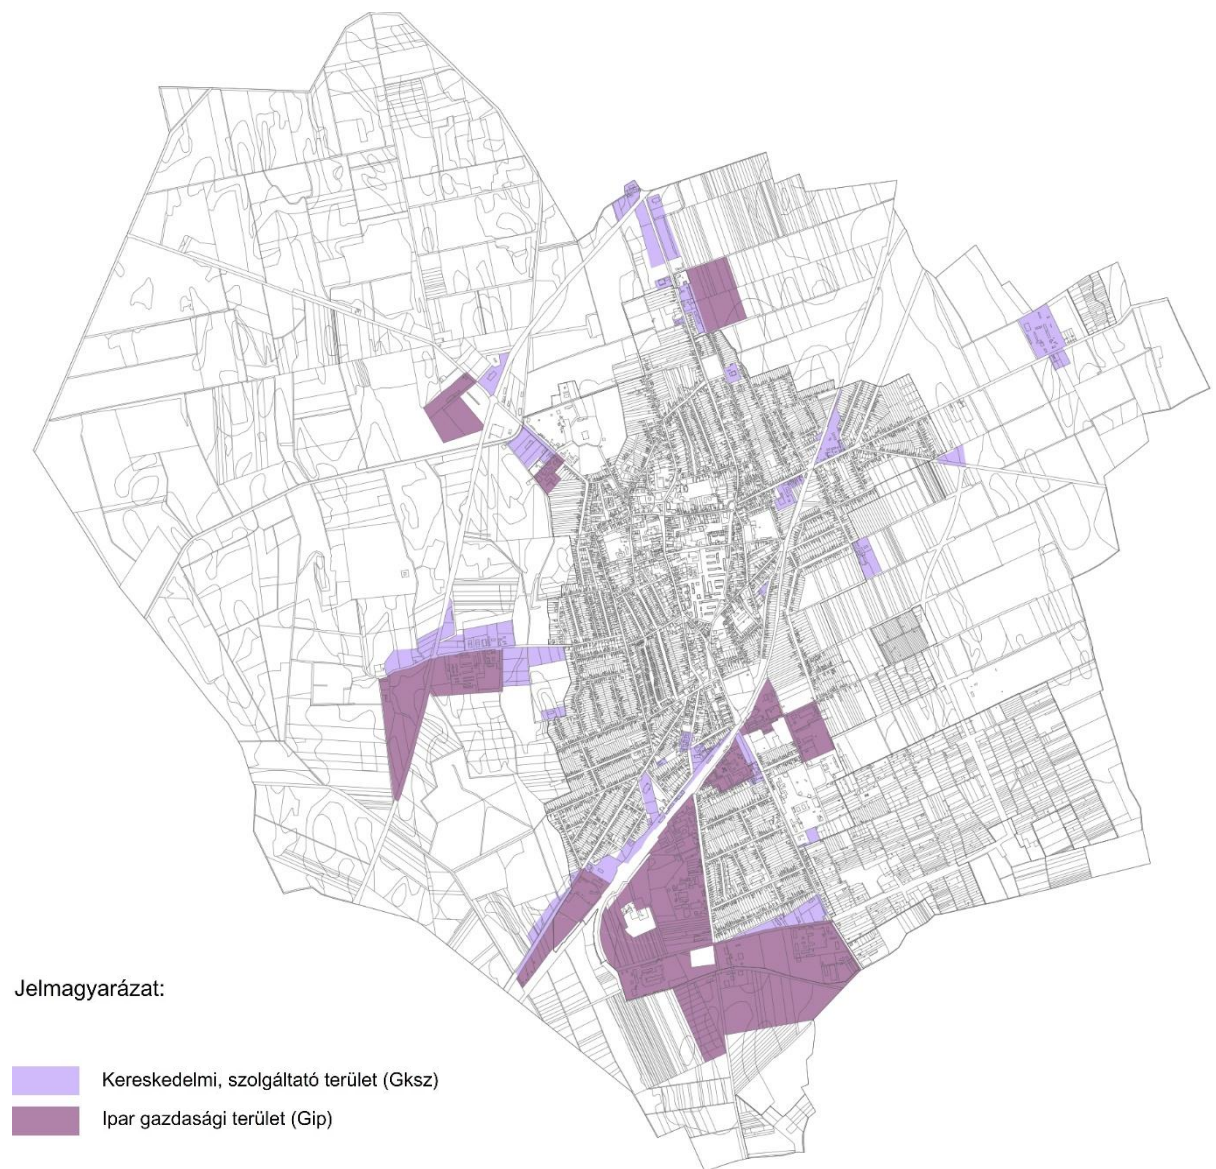 Jelmagyarázat:
Kereskedelmi, szolgáltató terület (Gksz)
Ipar gazdasági terület (Gip)